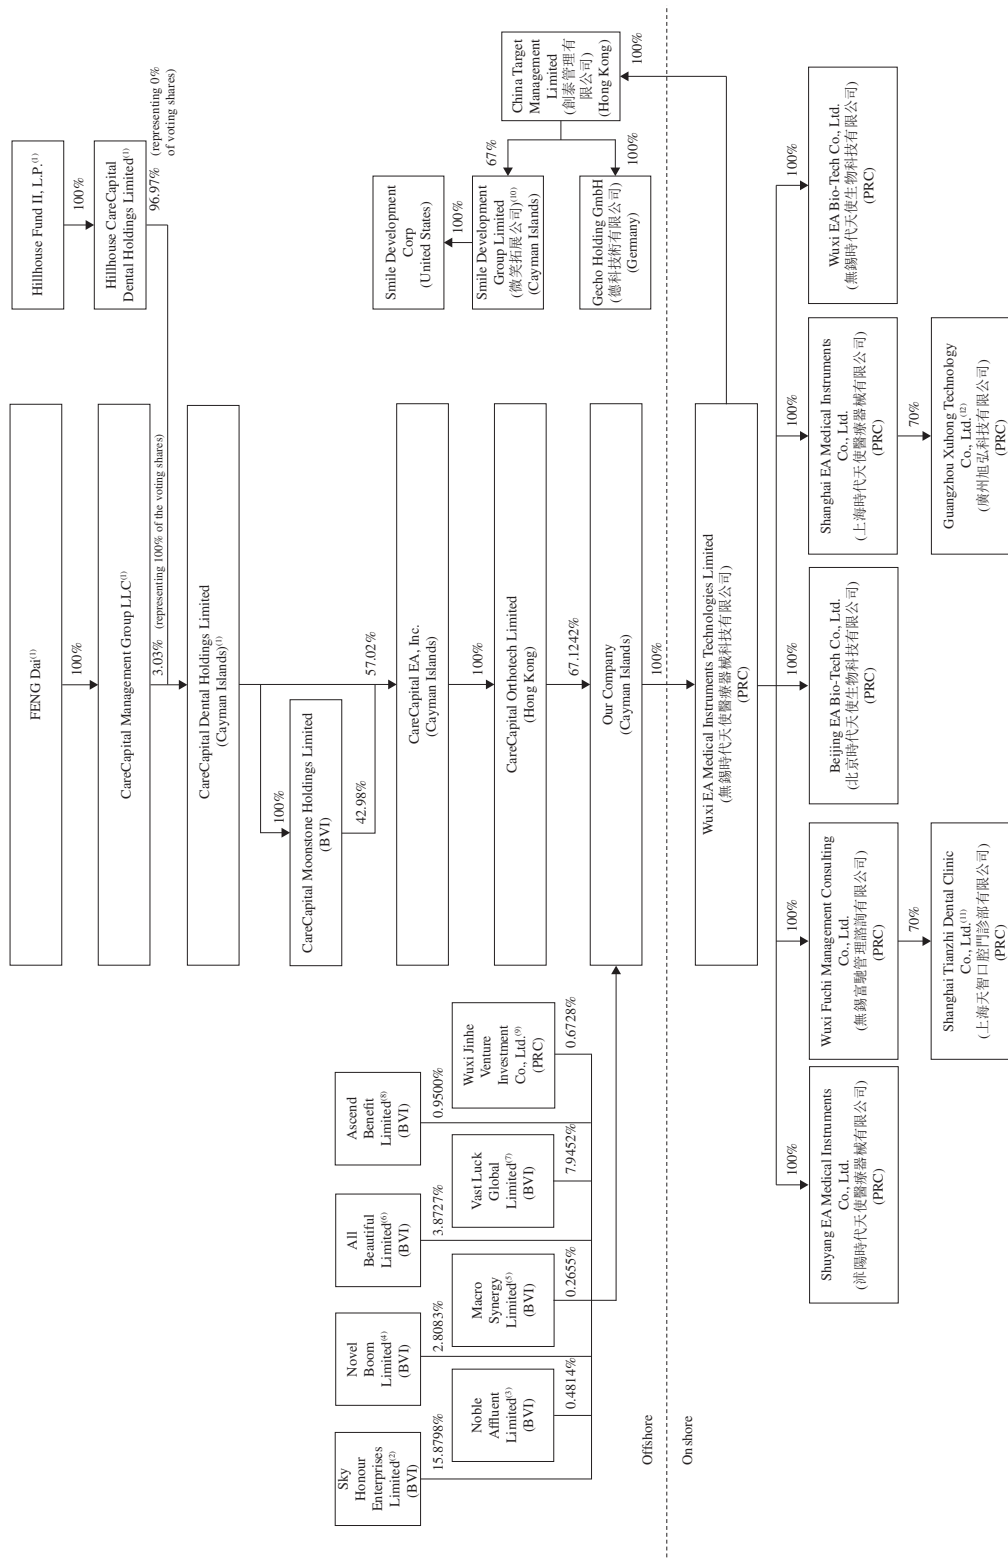 FENG Dai(1)
100%
CareCapital Management Group LLC(1)
3.03% (representing 100% of the voting shares)
Hillhouse Fund II, L.P.(1)
100%
Hillhouse CareCapital
Dental Holdings Limited(1)
96.97% (representing 0%
of voting shares)
CareCapital Dental Holdings Limited
(Cayman Islands)(1)
100%
CareCapital Moonstone Holdings Limited
(BVI)
42.98%
57.02%
CareCapital EA, Inc.
(Cayman Islands)
100%
CareCapital Orthotech Limited
(Hong Kong)
67.1242%
Our Company
(Cayman Islands)
100%
Sky
Honour
Enterprises
Limited(2)
(BVI)
15.8798%
Noble
Affluent
Limited(3)
(BVI)
0.4814%
Novel
Boom
Limited(4)
(BVI)
2.8083%
Macro
Synergy
Limited(5)
(BVI)
0.2655%
All
Beautiful
Limited(6)
(BVI)
3.8727%
Vast Luck
Global
Limited(7)
(BVI)
7.9452%
Ascend
Benefit
Limited(8)
(BVI)
0.9500%
Wuxi Jinhe
Venture
Investment
Co., Ltd.(9)
(PRC)
0.6728%
Smile Development
Corp
(United States)
100%
Smile Development
Group Limited
(微笑拓展公司)(10)
(Cayman Islands)
67%
China Target
Management
Limited
(創泰管理有
限公司)
(Hong Kong)
100%
Gecho Holding GmbH
(德科技術有限公司)
(Germany)
100%
Offshore
Onshore
Wuxi EA Medical Instruments Technologies Limited
(無錫時代天使醫療器械科技有限公司)
(PRC)
100%
Shuyang EA Medical Instruments
Co., Ltd.
(沭陽時代天使醫療器械有限公司)
(PRC)
100%
Wuxi Fuchi Management Consulting
Co., Ltd.
(無錫富馳管理諮詢有限公司)
(PRC)
70%
Shanghai Tianzhi Dental Clinic
Co., Ltd.(11)
(上海天智口腔門診部有限公司)
(PRC)
100%
Beijing EA Bio-Tech Co., Ltd.
(北京時代天使生物科技有限公司)
(PRC)
100%
Shanghai EA Medical Instruments
Co., Ltd.
(上海時代天使醫療器械有限公司)
(PRC)
70%
Guangzhou Xuhong Technology
Co., Ltd.(12)
(廣州旭弘科技有限公司)
(PRC)
100%
Wuxi EA Bio-Tech Co., Ltd.
(無錫時代天使生物科技有限公司)
(PRC)